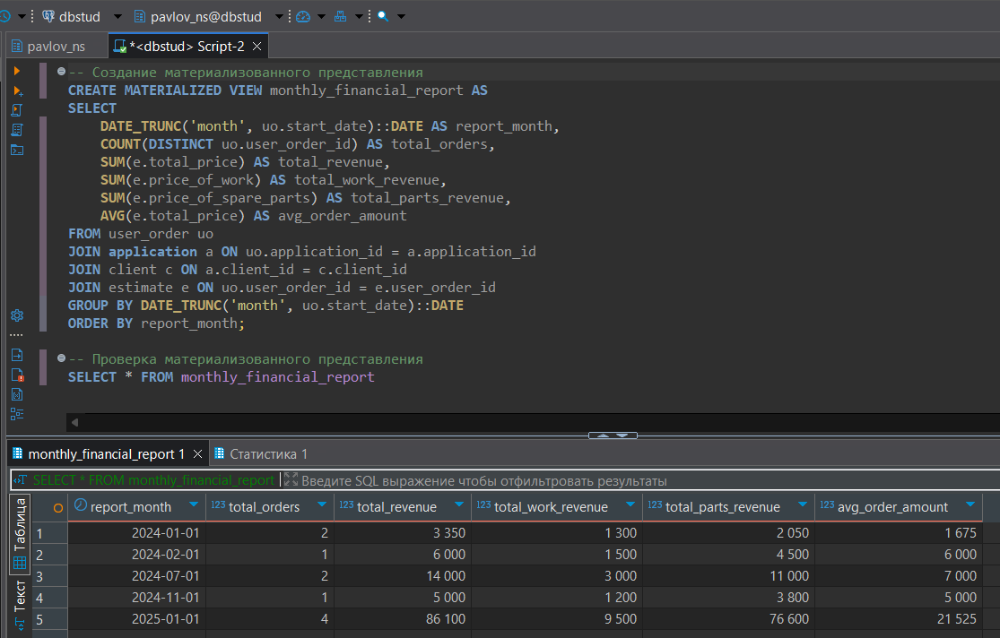 dbstud pavlov_ns@dbstud
pavlov_ns *<dbstud> Script-2
-- Создание материализованного представления
CREATE MATERIALIZED VIEW monthly_financial_report AS
SELECT
DATE_TRUNC('month', uo.start_date)::DATE AS report_month,
COUNT(DISTINCT uo.user_order_id) AS total_orders,
SUM(e.total_price) AS total_revenue,
SUM(e.price_of_work) AS total_work_revenue,
SUM(e.price_of_spare_parts) AS total_parts_revenue,
AVG(e.total_price) AS avg_order_amount
FROM user_order uo
JOIN application a ON uo.application_id = a.application_id
JOIN client c ON a.client_id = c.client_id
JOIN estimate e ON uo.user_order_id = e.user_order_id
GROUP BY DATE_TRUNC('month', uo.start_date)::DATE
ORDER BY report_month;
-- Проверка материализованного представления
SELECT * FROM monthly_financial_report
monthly_financial_report 1 Статистика 1
SELECT * FROM monthly_financial_report Введите SQL выражение чтобы отфильтровать результаты
Таблица
Текст
report_month 123 total_orders 123 total_revenue 123 total_work_revenue 123 total_parts_revenue 123 avg_order_amount
1 2024-01-01 2 3 350 1 300 2 050 1 675
2 2024-02-01 1 6 000 1 500 4 500 6 000
3 2024-07-01 2 14 000 3 000 11 000 7 000
4 2024-11-01 1 5 000 1 200 3 800 5 000
5 2025-01-01 4 86 100 9 500 76 600 21 525